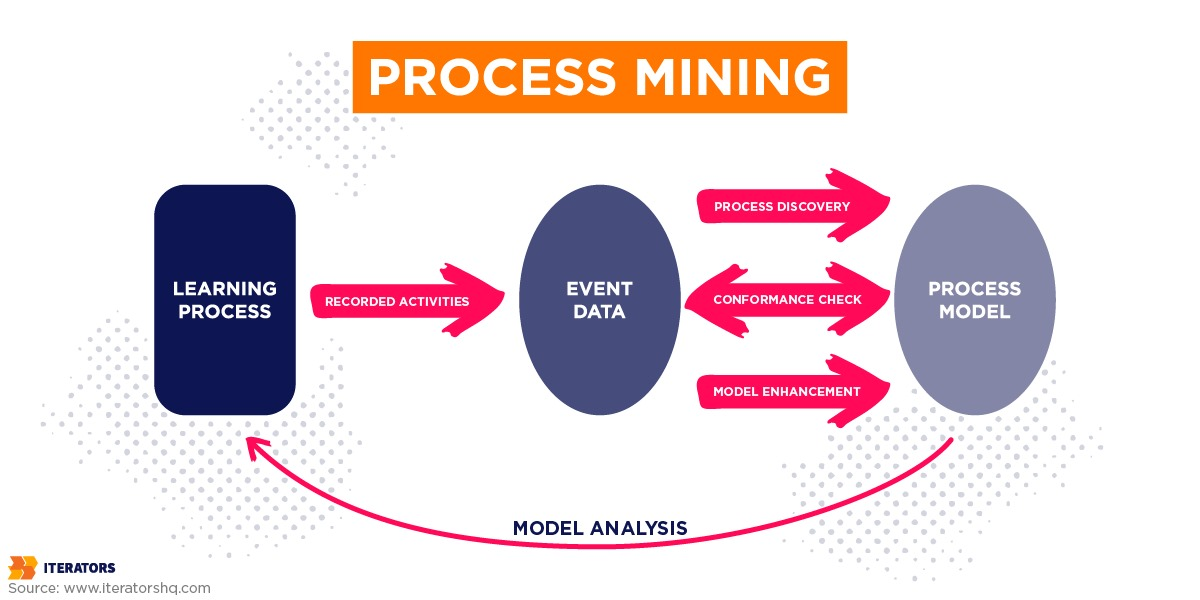 PROCESS MINING
LEARNING
PROCESS
RECORDED ACTIVITIES
EVENT
DATA
PROCESS DISCOVERY
CONFORMANCE CHECK
MODEL ENHANCEMENT
PROCESS
MODEL
MODEL ANALYSIS
ITERATORS
Source: www.iteratorshq.com